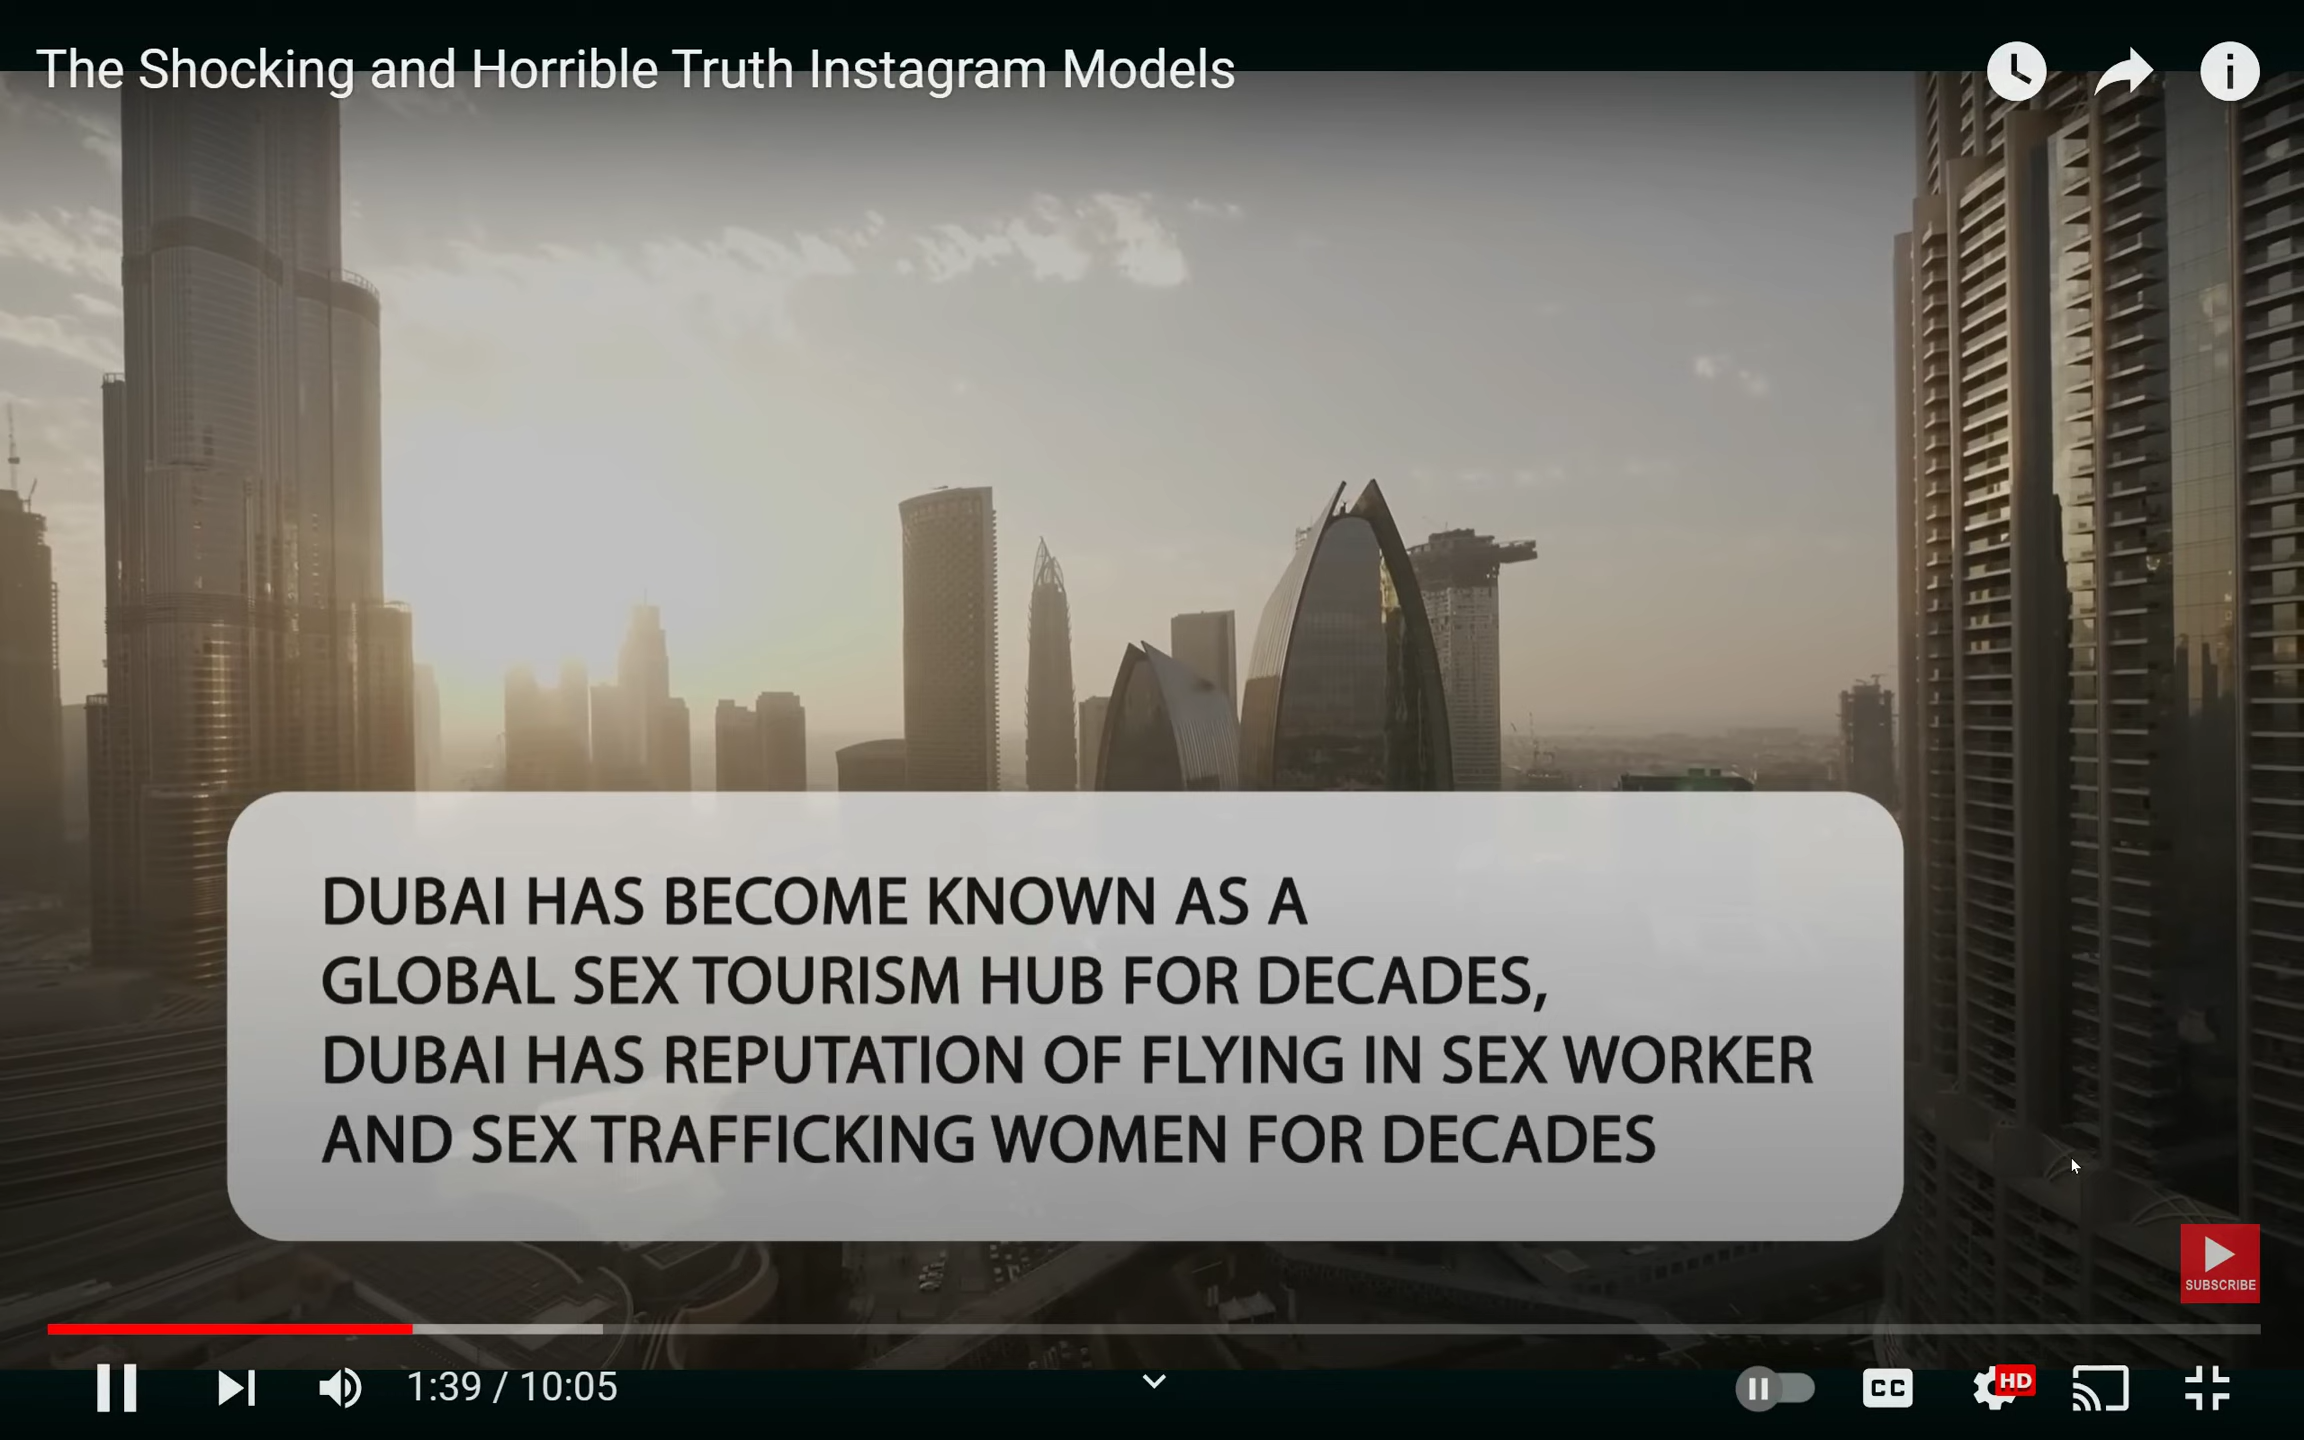 The Shocking and Horrible Truth Instagram Models
DUBAI HAS BECOME KNOWN AS A
GLOBAL SEX TOURISM HUB FOR DECADES,
DUBAI HAS REPUTATION OF FLYING IN SEX WORKER
AND SEX TRAFFICKING WOMEN FOR DECADES
SUBSCRIBE
1:39 / 10:05
CC
HD